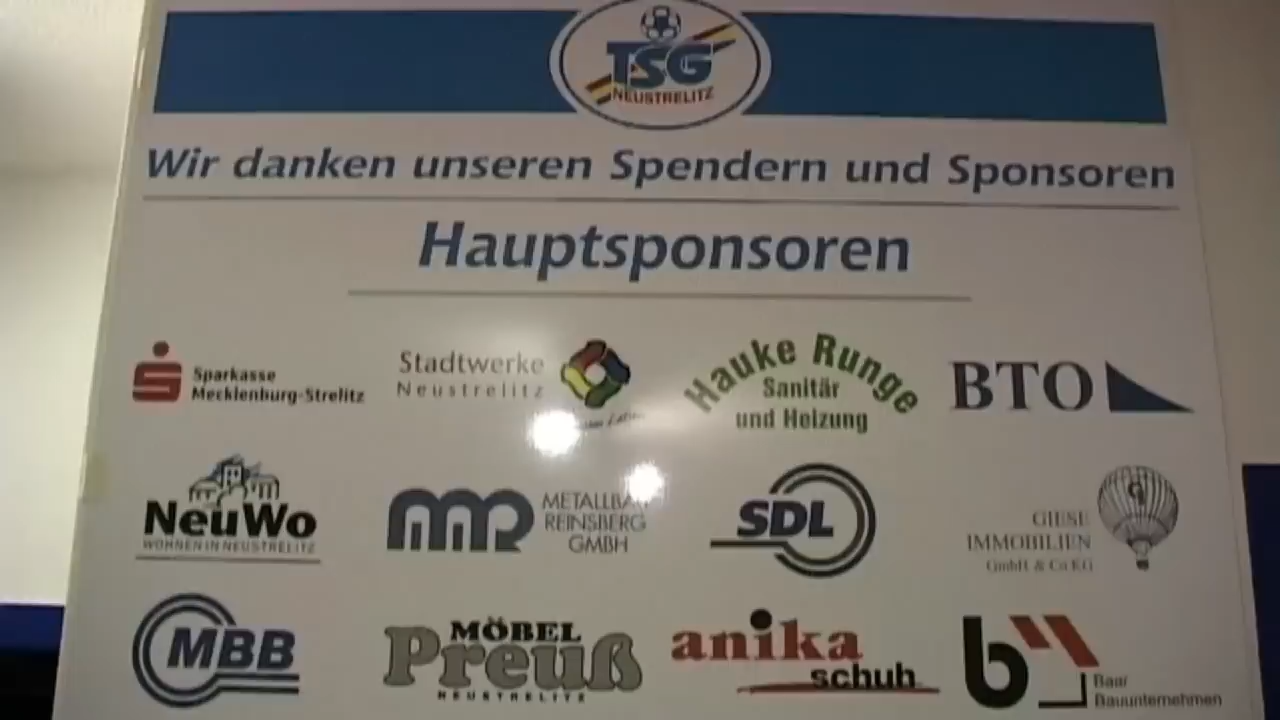 TSG
NEUSTRELITZ
Wir danken unseren Spendern und Sponsoren
Hauptsponsoren
Sparkasse
Mecklenburg-Strelitz
Stadtwerke
Neustrelitz
Hauke Runge
Sanitär
und Heizung
BTO
NeuWo
WOHNEN IN NEUSTRELITZ
METALLBAU
REINSBERG
GMBH
SDL
GIESE
IMMOBILIEN
GmbH & Co KG
MBB
MÖBEL
Preuß
NEUSTRELITZ
anika
schuh
b
Baar
Bauunternehmen